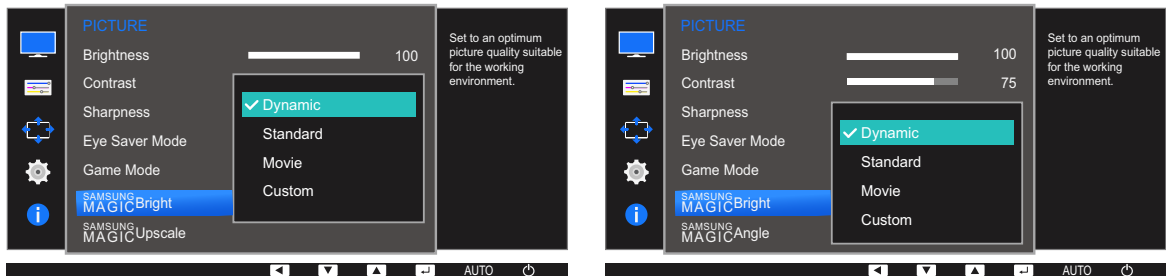 PICTURE
Brightness 100
Contrast
Sharpness
Eye Saver Mode
Game Mode
SAMSUNG
MAGICBright
SAMSUNG
MAGICUpscale
Dynamic
Standard
Movie
Custom
Set to an optimum
picture quality suitable
for the working
environment.
AUTO
PICTURE
Brightness 100
Contrast 75
Sharpness
Eye Saver Mode
Game Mode
SAMSUNG
MAGICBright
SAMSUNG
MAGICAngle
Dynamic
Standard
Movie
Custom
Set to an optimum
picture quality suitable
for the working
environment.
AUTO